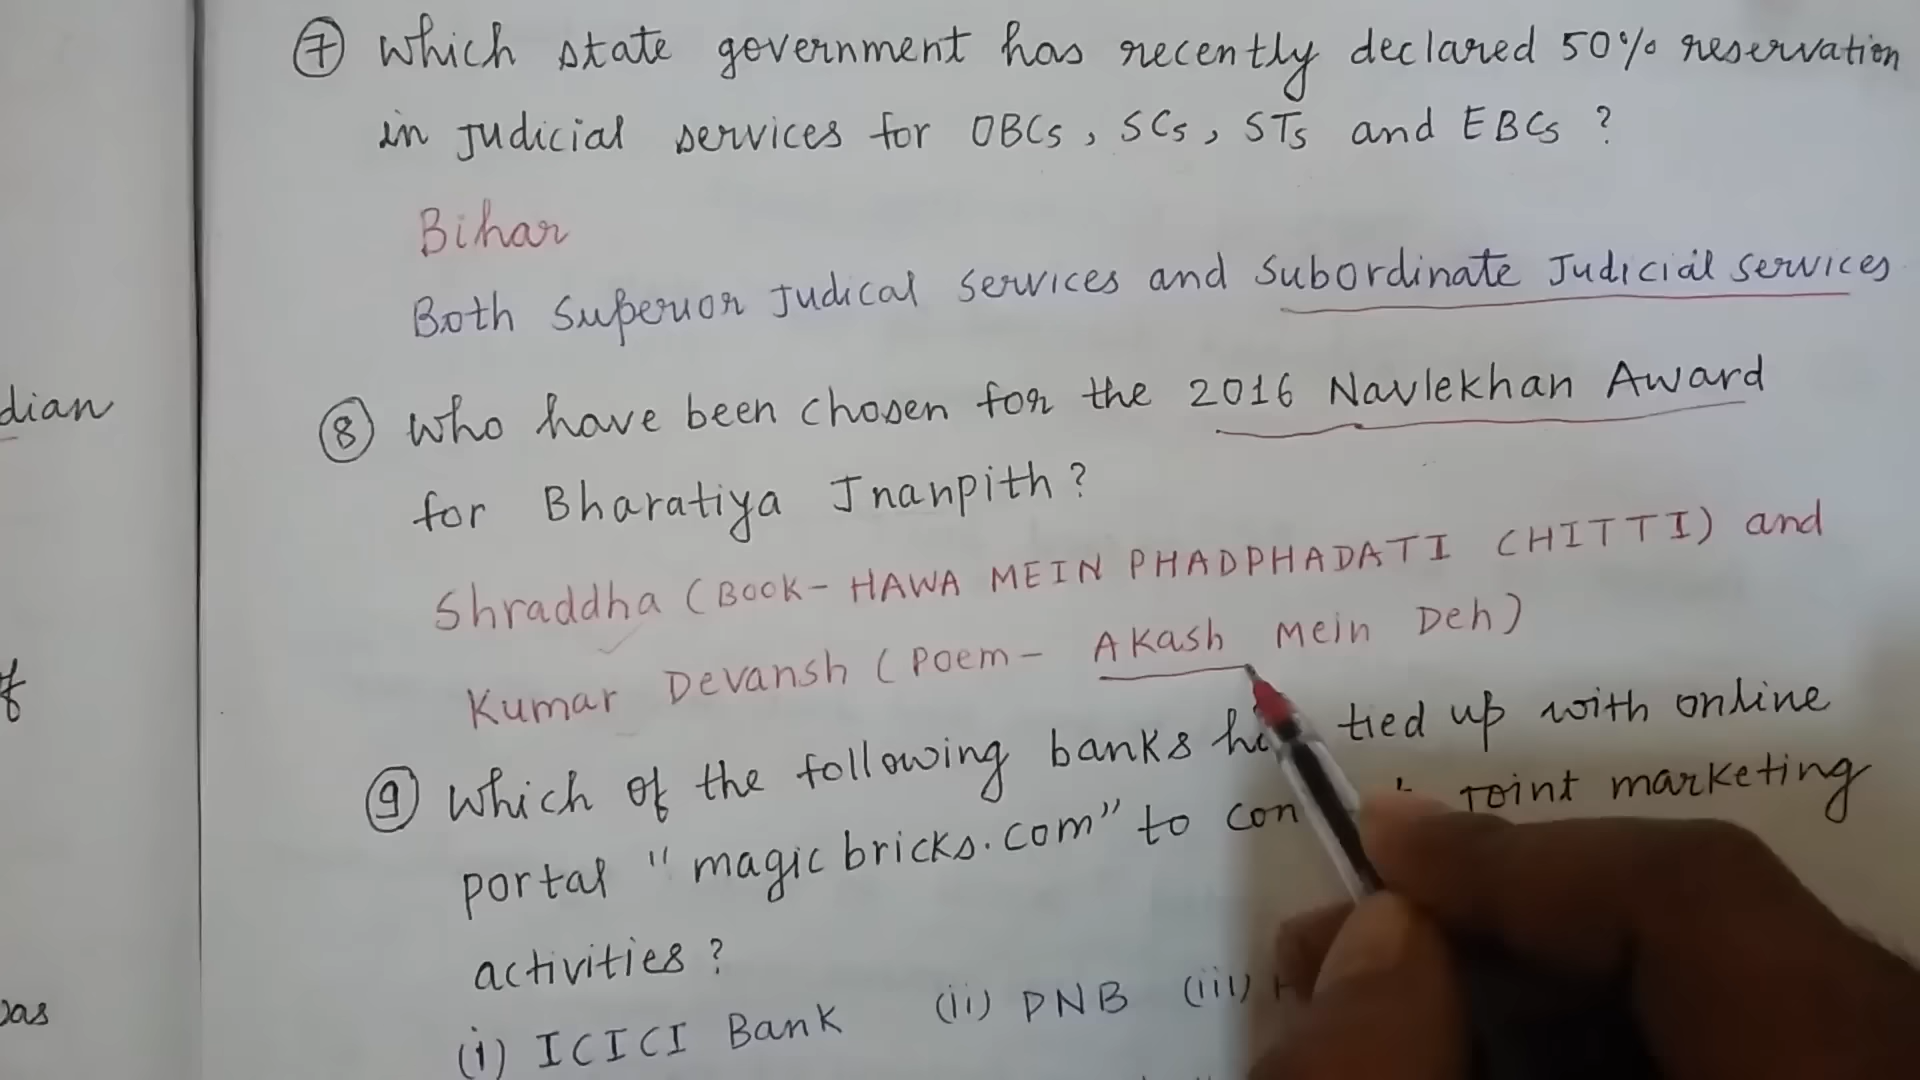 ⑦ Which state government has recently declared 50% reservation
in Judicial services for OBCs, SCs, STs and EBCs ?
Bihar
Both Superior Judical services and Subordinate Judicial services
dian
⑧ Who have been chosen for the 2016 Navlekhan Award
for Bharatiya Jnanpith ?
Shraddha (BOOK- HAWA MEIN PHADPHADATI CHITTI) and
Kumar Devansh (Poem- Akash Mein Deh)
⑨ Which of the following banks tied up with online
portal "magicbricks.com" to joint marketing
activities ?
(i) ICICI Bank (ii) PNB (iii)